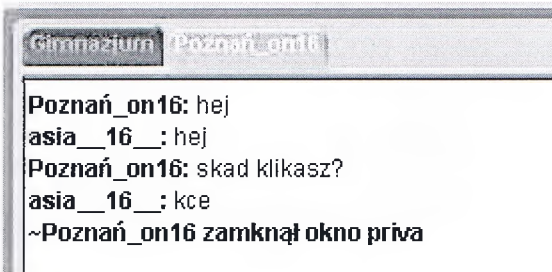 Gimnazjum Poznań_on16
Poznań_on16: hej
asia__16__: hej
Poznań_on16: skad klikasz?
asia__16__: kce
~Poznań_on16 zamknął okno priva